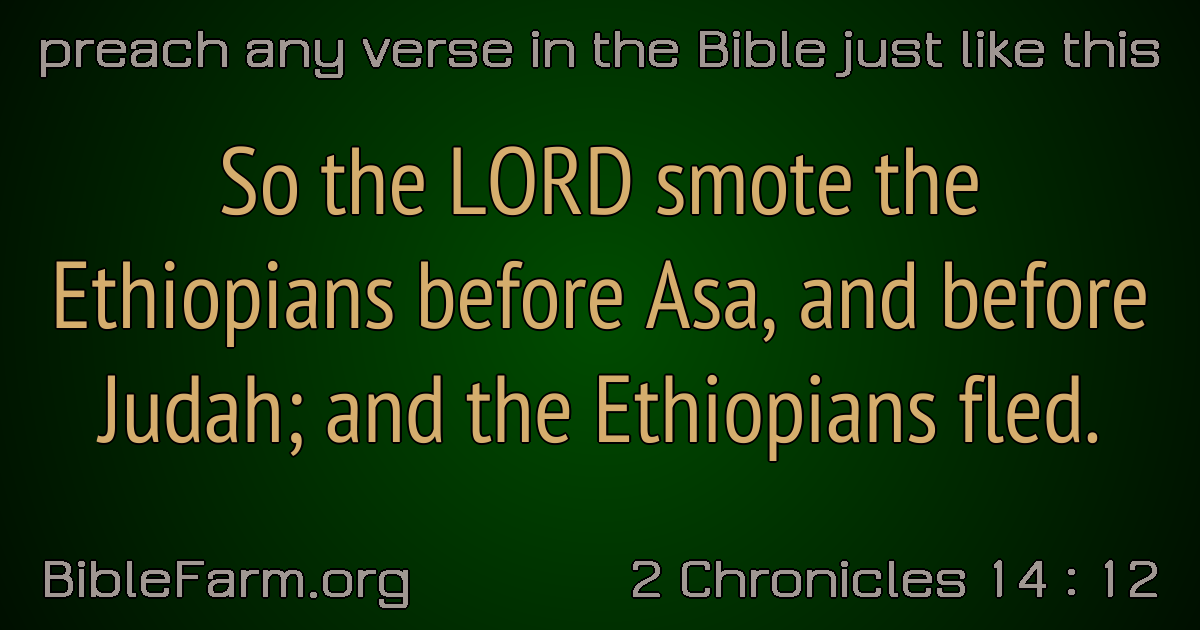 preach any verse in the Bible just like this
So the LORD smote the
Ethiopians before Asa, and before
Judah; and the Ethiopians fled.
BibleFarm.org
2 Chronicles 14 : 12